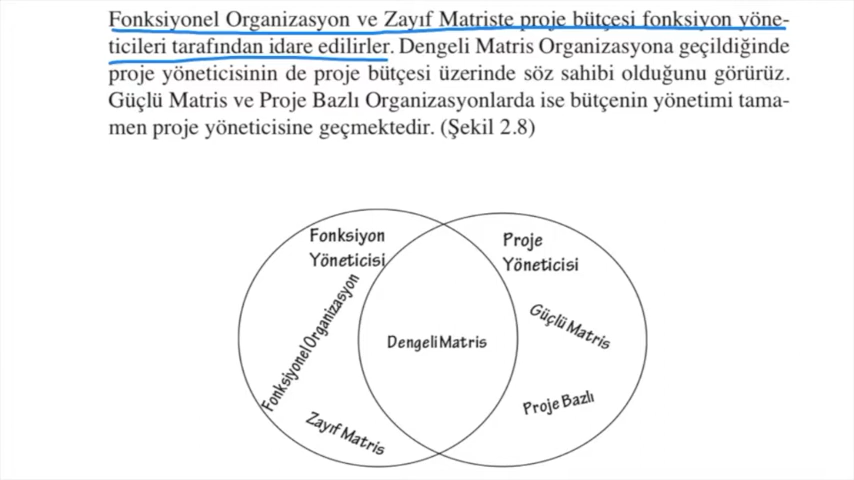 Fonksiyonel Organizasyon ve Zayıf Matriste proje bütçesi fonksiyon yöne-
ticileri tarafından idare edilirler. Dengeli Matris Organizasyona geçildiğinde
proje yöneticisinin de proje bütçesi üzerinde söz sahibi olduğunu görürüz.
Güçlü Matris ve Proje Bazlı Organizasyonlarda ise bütçenin yönetimi tama-
men proje yöneticisine geçmektedir. (Şekil 2.8)
Fonksiyon
Yöneticisi
Fonksiyonel Organizasyon
Zayıf Matris
Dengeli Matris
Proje
Yöneticisi
Güçlü Matris
Proje Bazlı